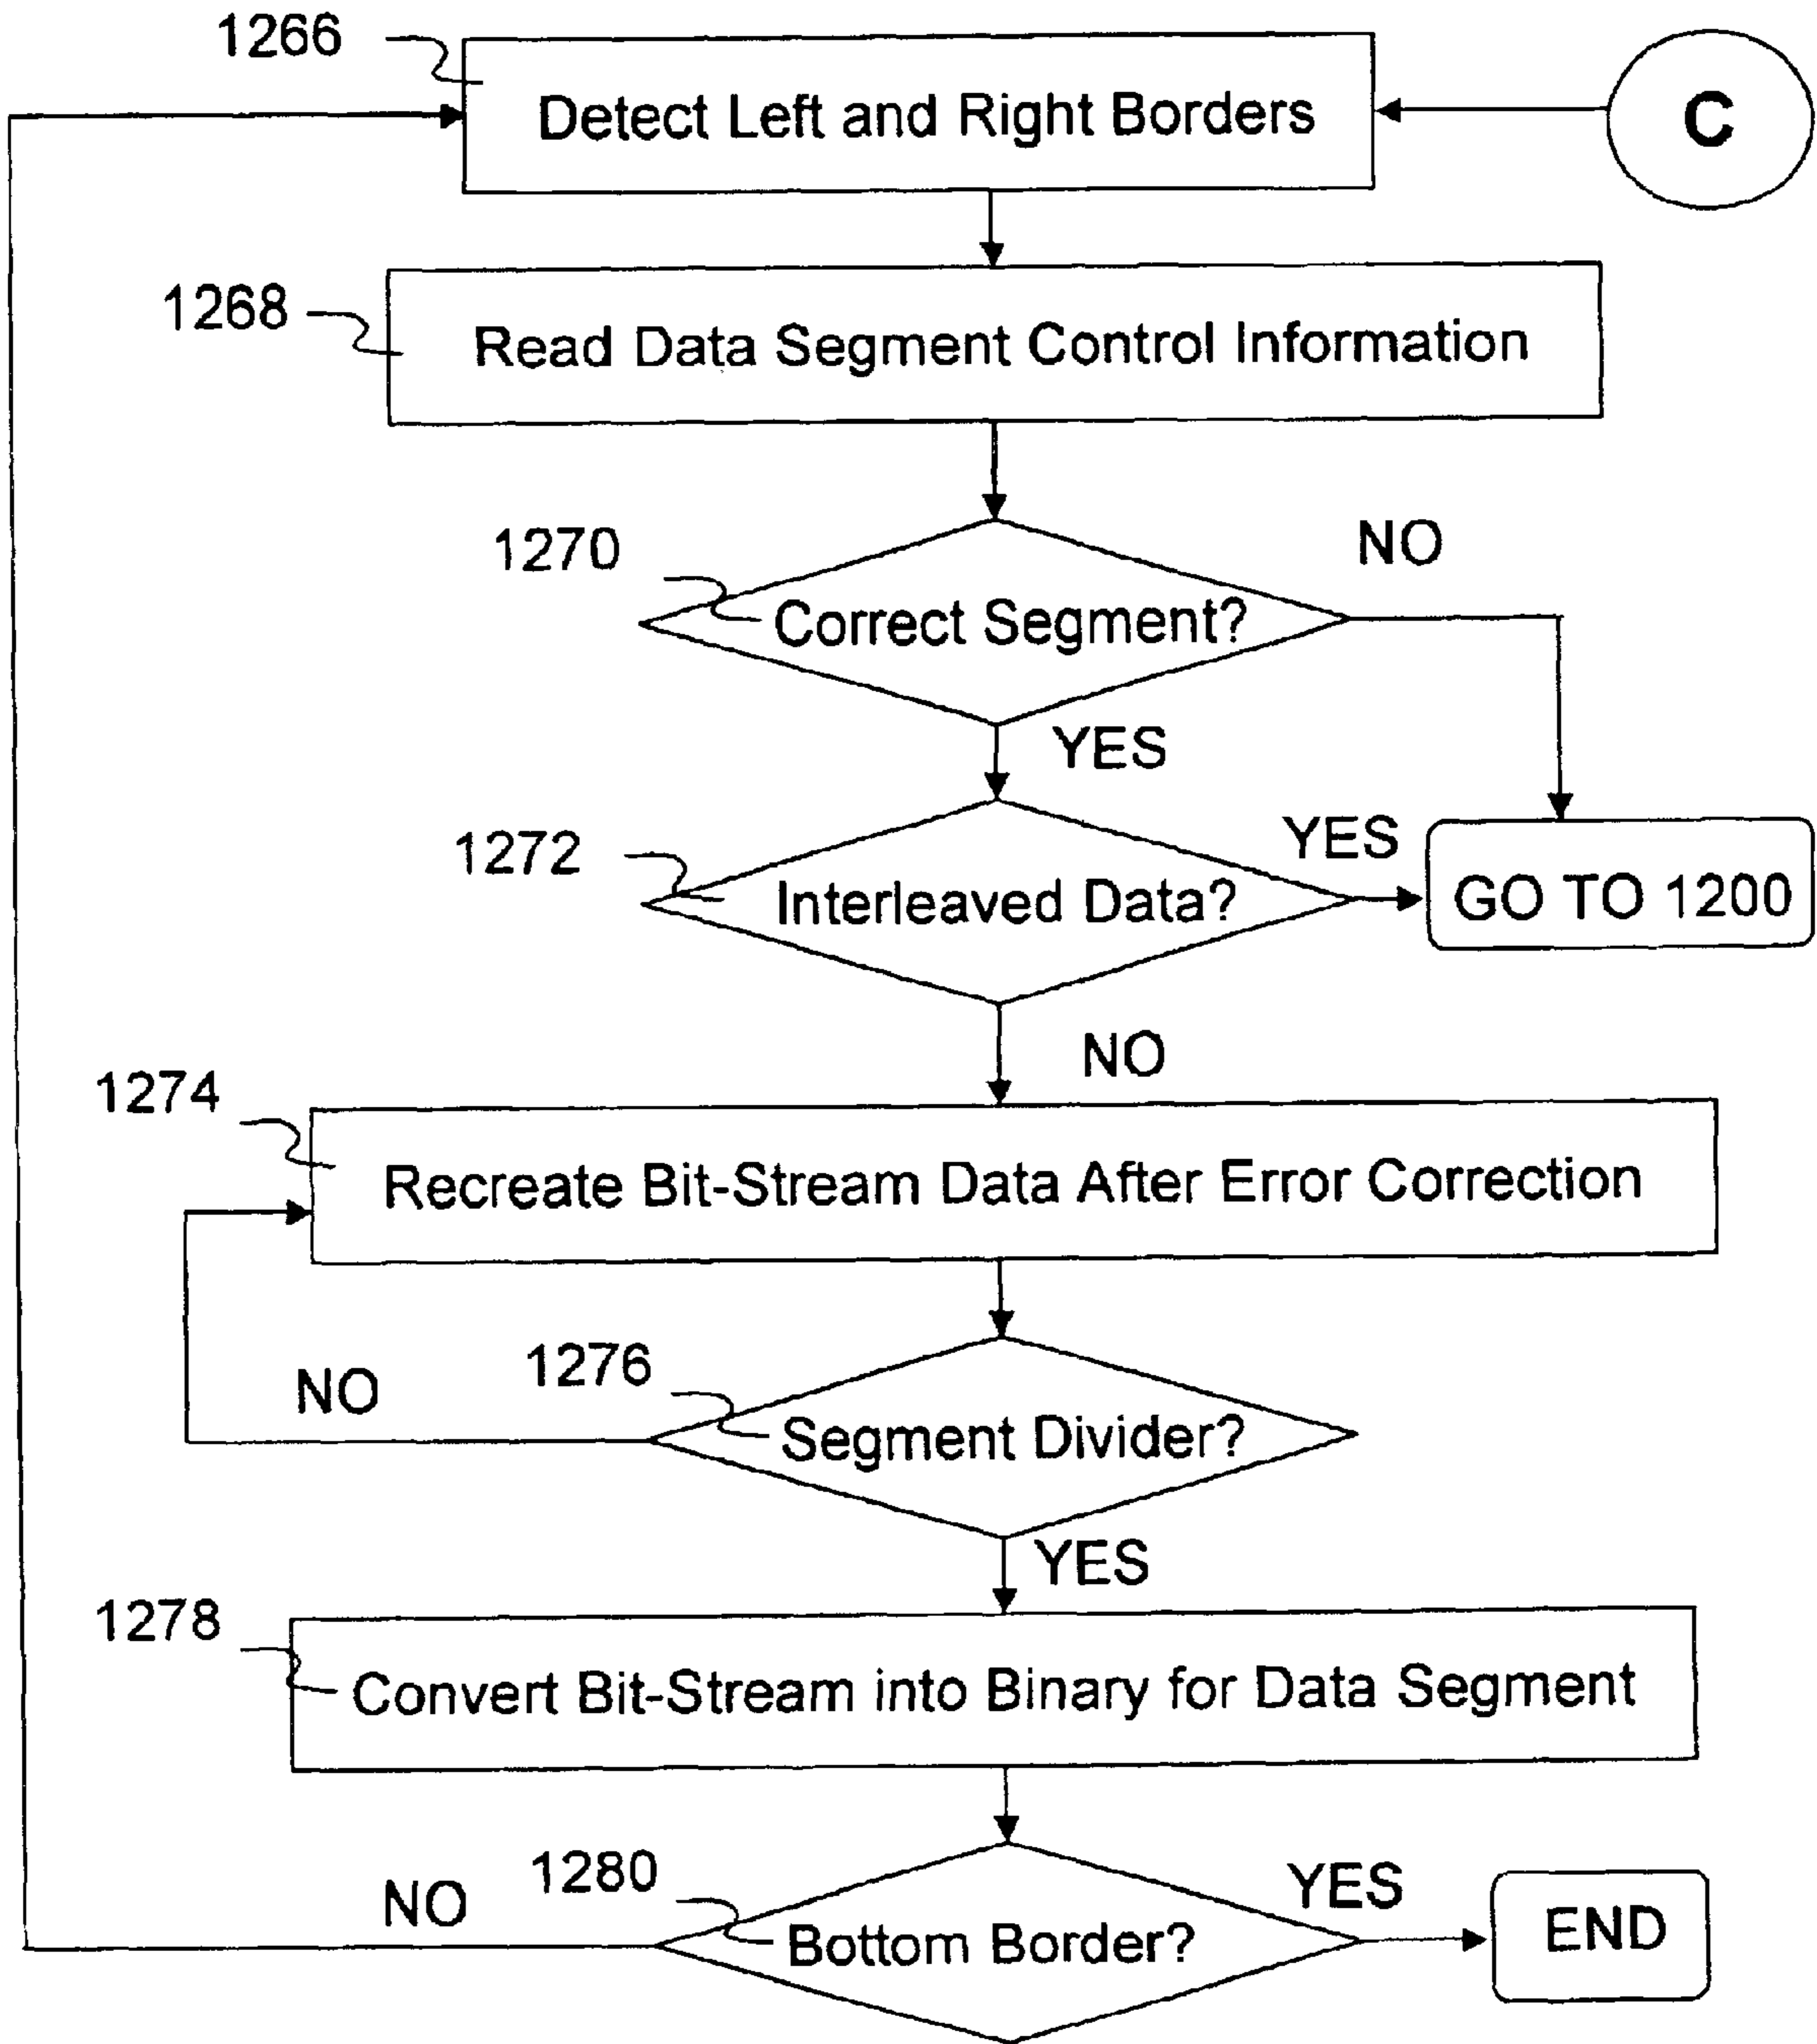 1266
Detect Left and Right Borders
C
1268
Read Data Segment Control Information
1270
NO
Correct Segment?
YES
1272
YES
Interleaved Data?
GO TO 1200
NO
1274
Recreate Bit-Stream Data After Error Correction
1276
NO
Segment Divider?
YES
1278
Convert Bit-Stream into Binary for Data Segment
1280
NO
YES
Bottom Border?
END